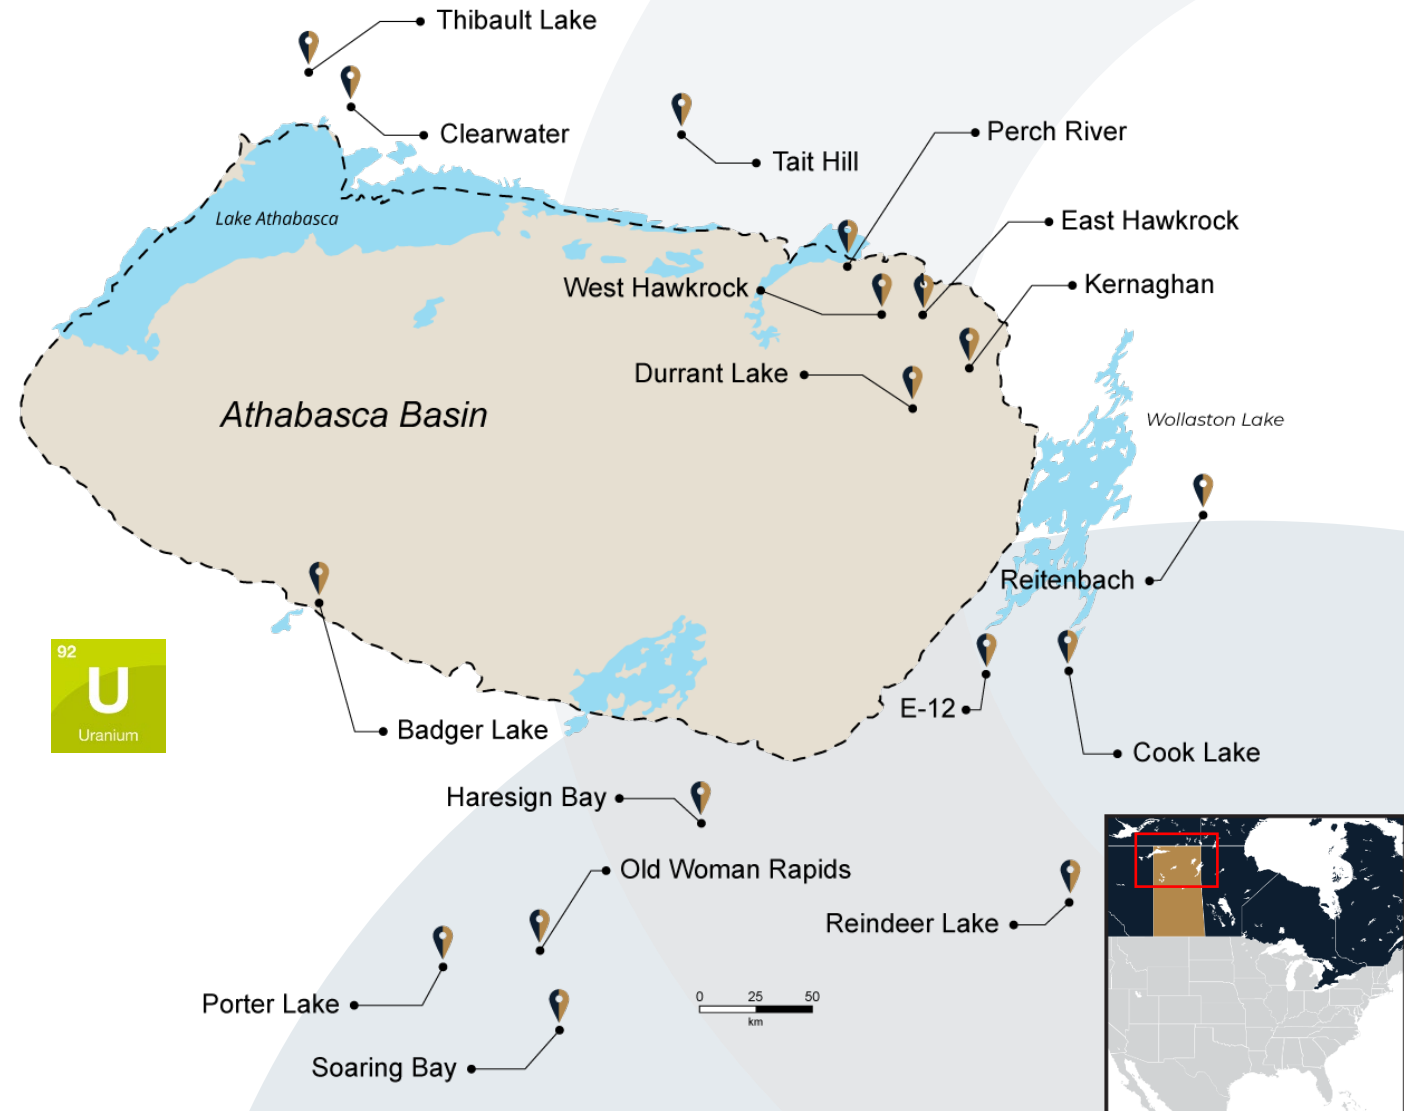 Thibault Lake
Clearwater
Tait Hill
Perch River
Lake Athabasca
East Hawkrock
West Hawkrock
Kernaghan
Durrant Lake
Athabasca Basin
Wollaston Lake
Reitenbach
92
U
Uranium
E-12
Badger Lake
Cook Lake
Haresign Bay
Old Woman Rapids
Reindeer Lake
Porter Lake
0 25 50
km
Soaring Bay